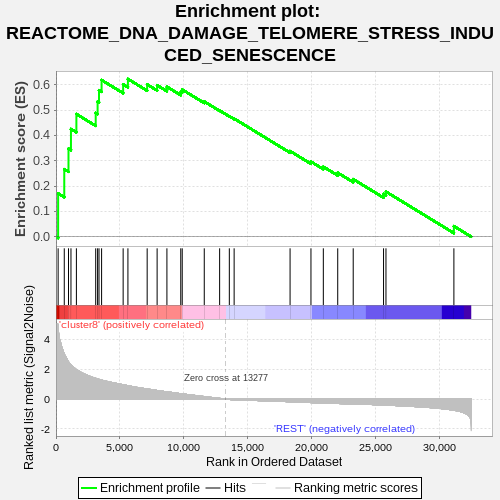 Enrichment plot:
REACTOME_DNA_DAMAGE_TELOMERE_STRESS_INDU
CED_SENESCENCE
Enrichment score (ES)
0.6
0.5
0.4
0.3
0.2
0.1
0.0
'cluster8' (positively correlated)
Zero cross at 13277
'REST' (negatively correlated)
Ranked list metric (Signal2Noise)
4
2
0
-2
0 5,000 10,000 15,000 20,000 25,000 30,000
Rank in Ordered Dataset
Enrichment profile Hits Ranking metric scores